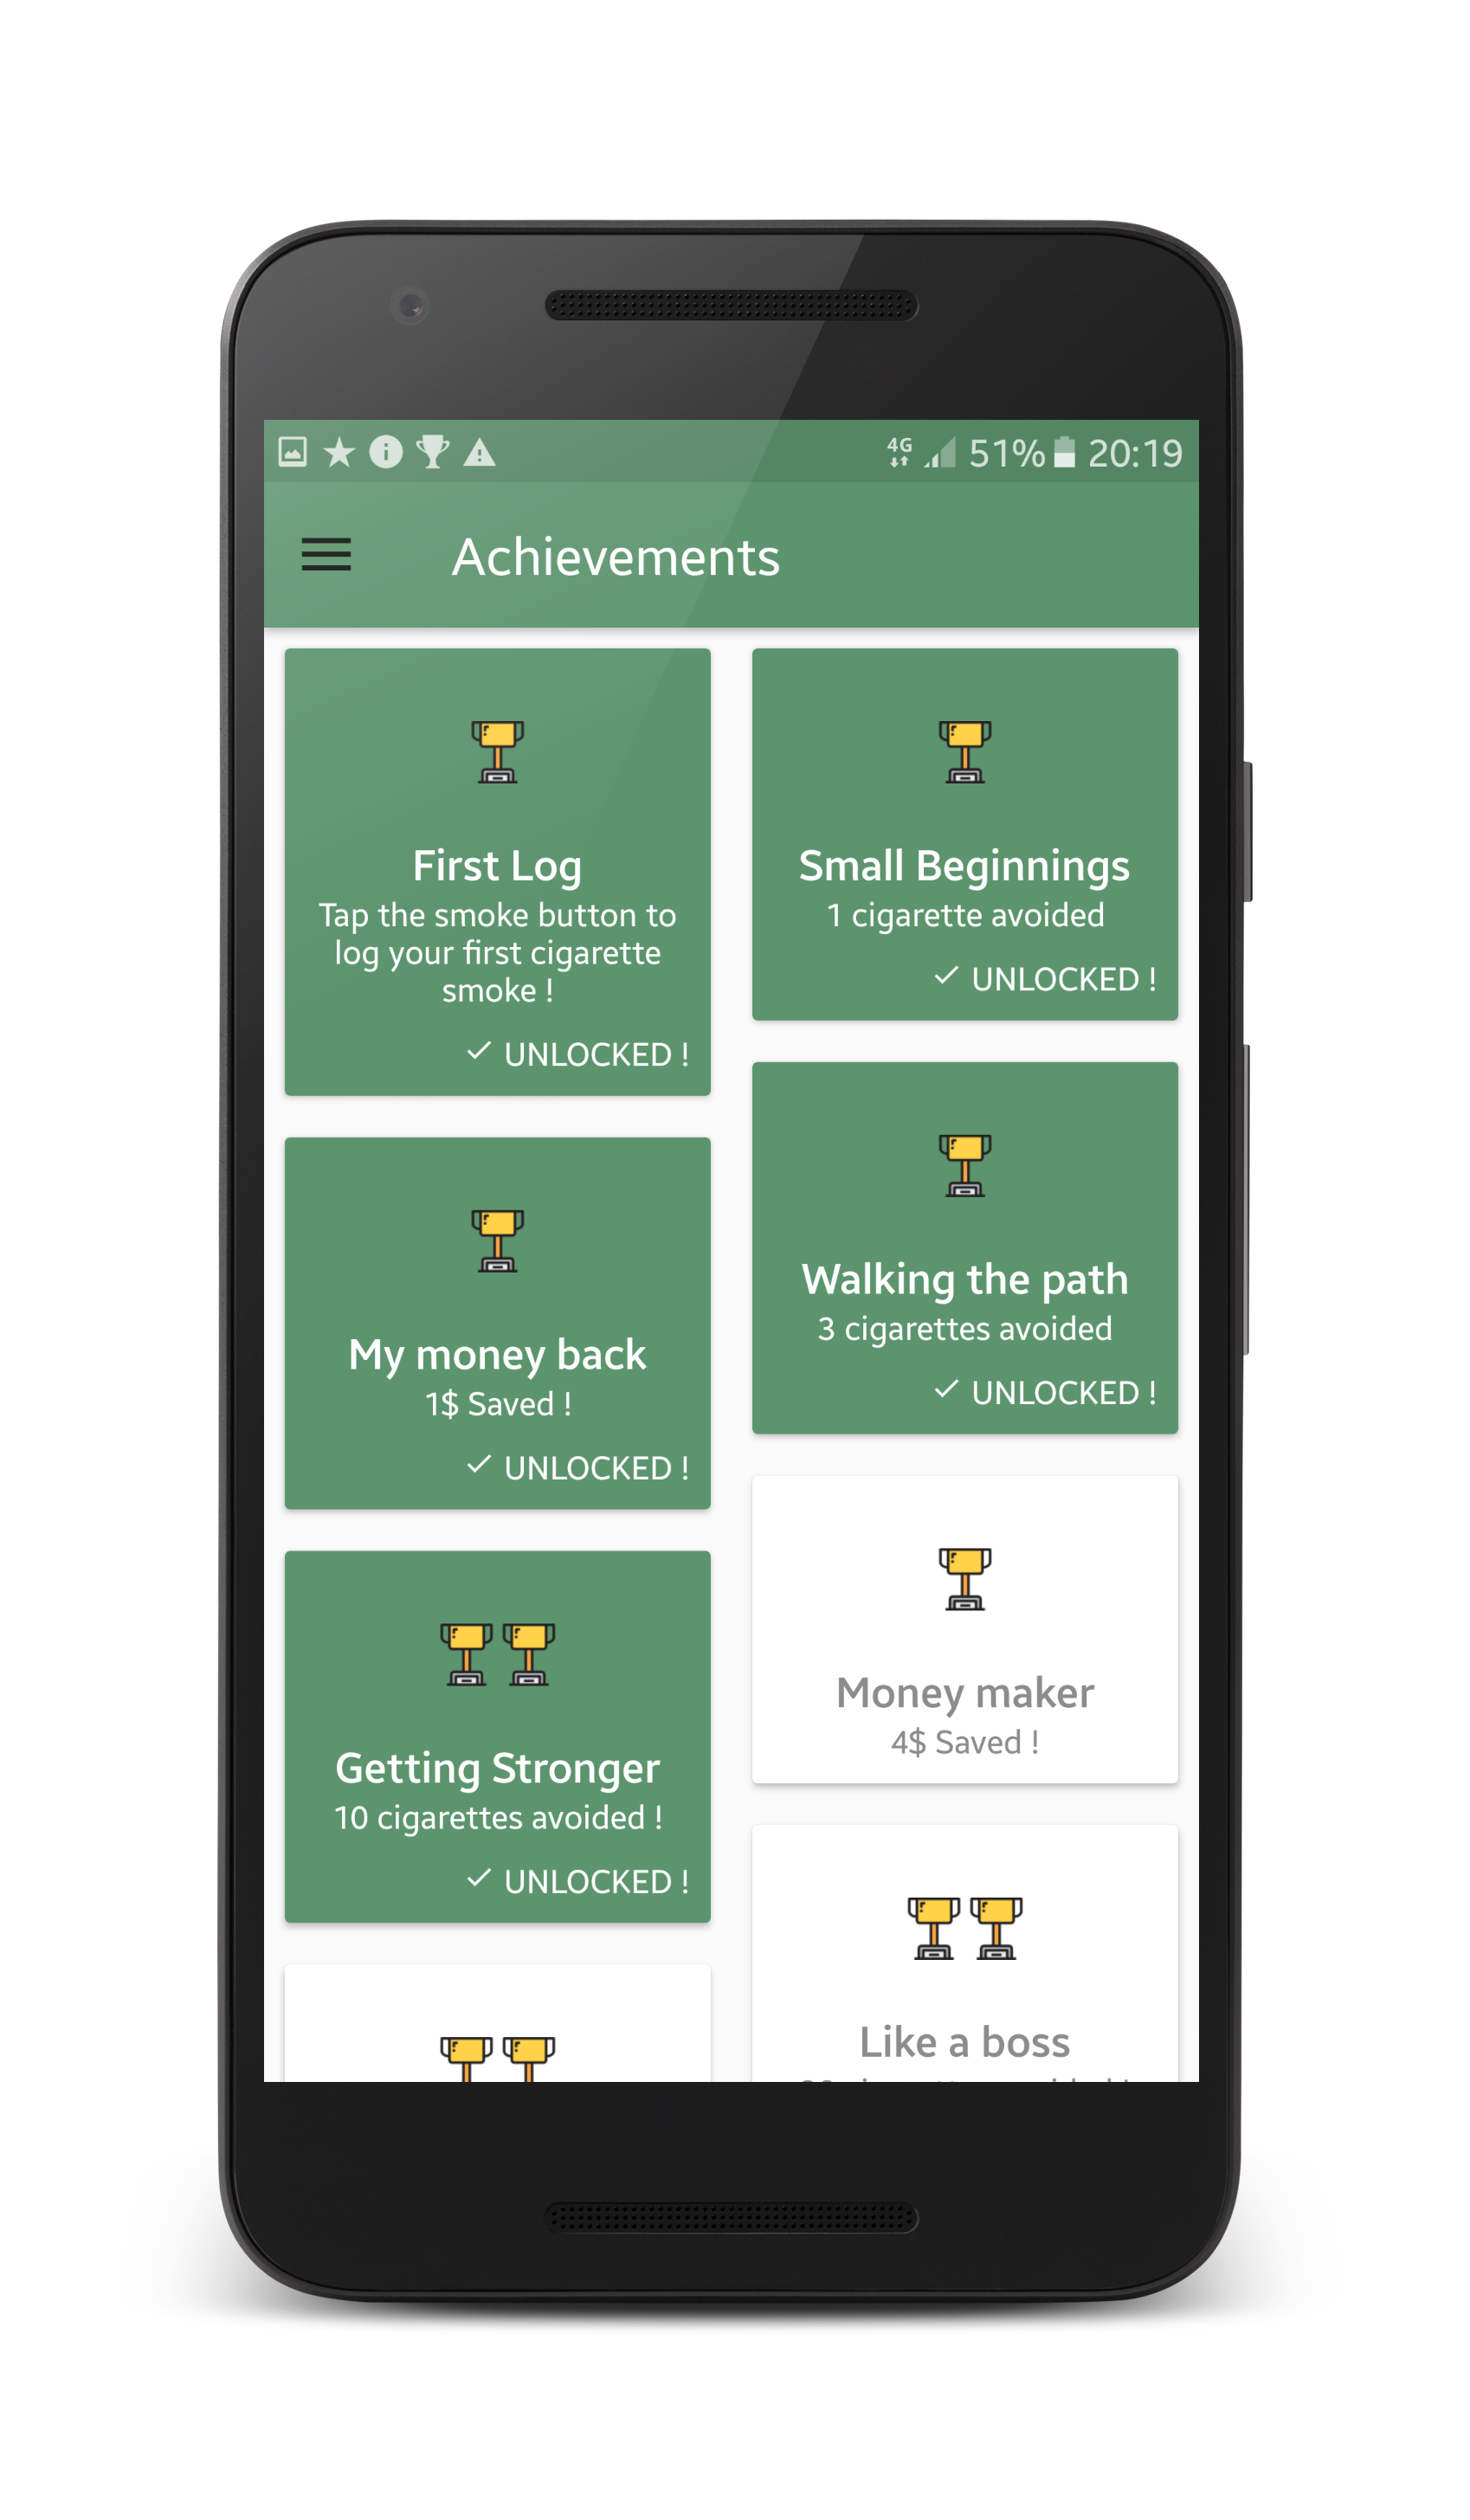 4G 51% 20:19
Achievements
First Log
Tap the smoke button to
log your first cigarette
smoke !
UNLOCKED !
Small Beginnings
1 cigarette avoided
UNLOCKED !
My money back
1$ Saved !
UNLOCKED !
Walking the path
3 cigarettes avoided
UNLOCKED !
Getting Stronger
10 cigarettes avoided !
UNLOCKED !
Money maker
4$ Saved !
Like a boss